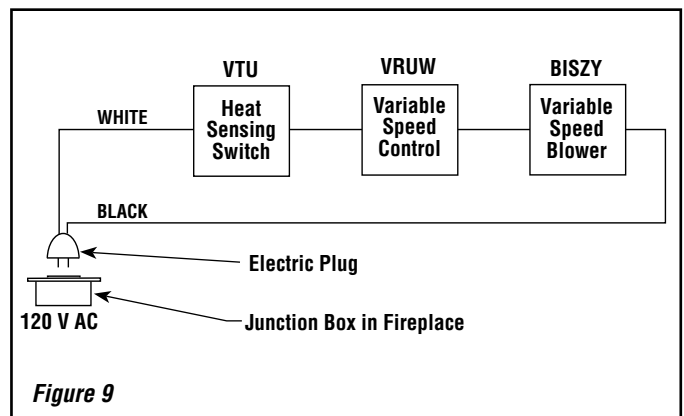 VTU
VRUW
BISZY
Heat
Sensing
Switch
Variable
Speed
Control
Variable
Speed
Blower
WHITE
BLACK
Electric Plug
Junction Box in Fireplace
120 V AC
Figure 9